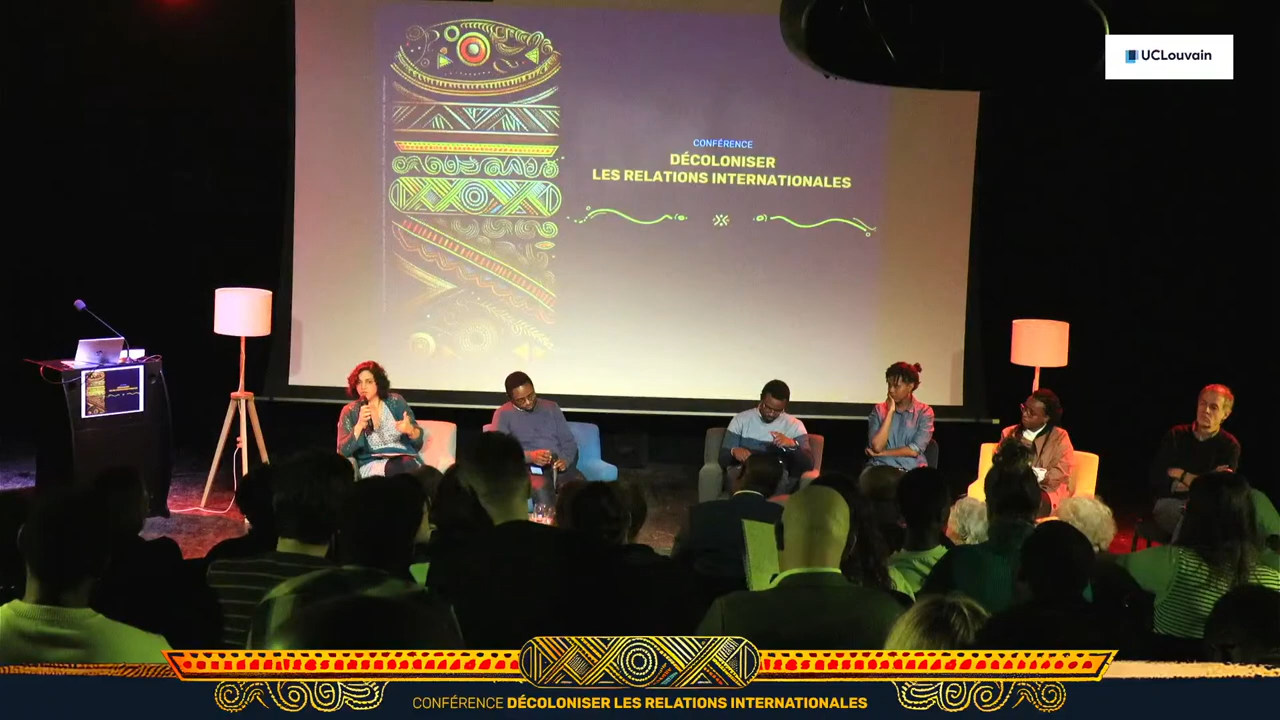 UCLouvain
CONFÉRENCE
DÉCOLONISER
LES RELATIONS INTERNATIONALES
CONFÉRENCE DÉCOLONISER LES RELATIONS INTERNATIONALES